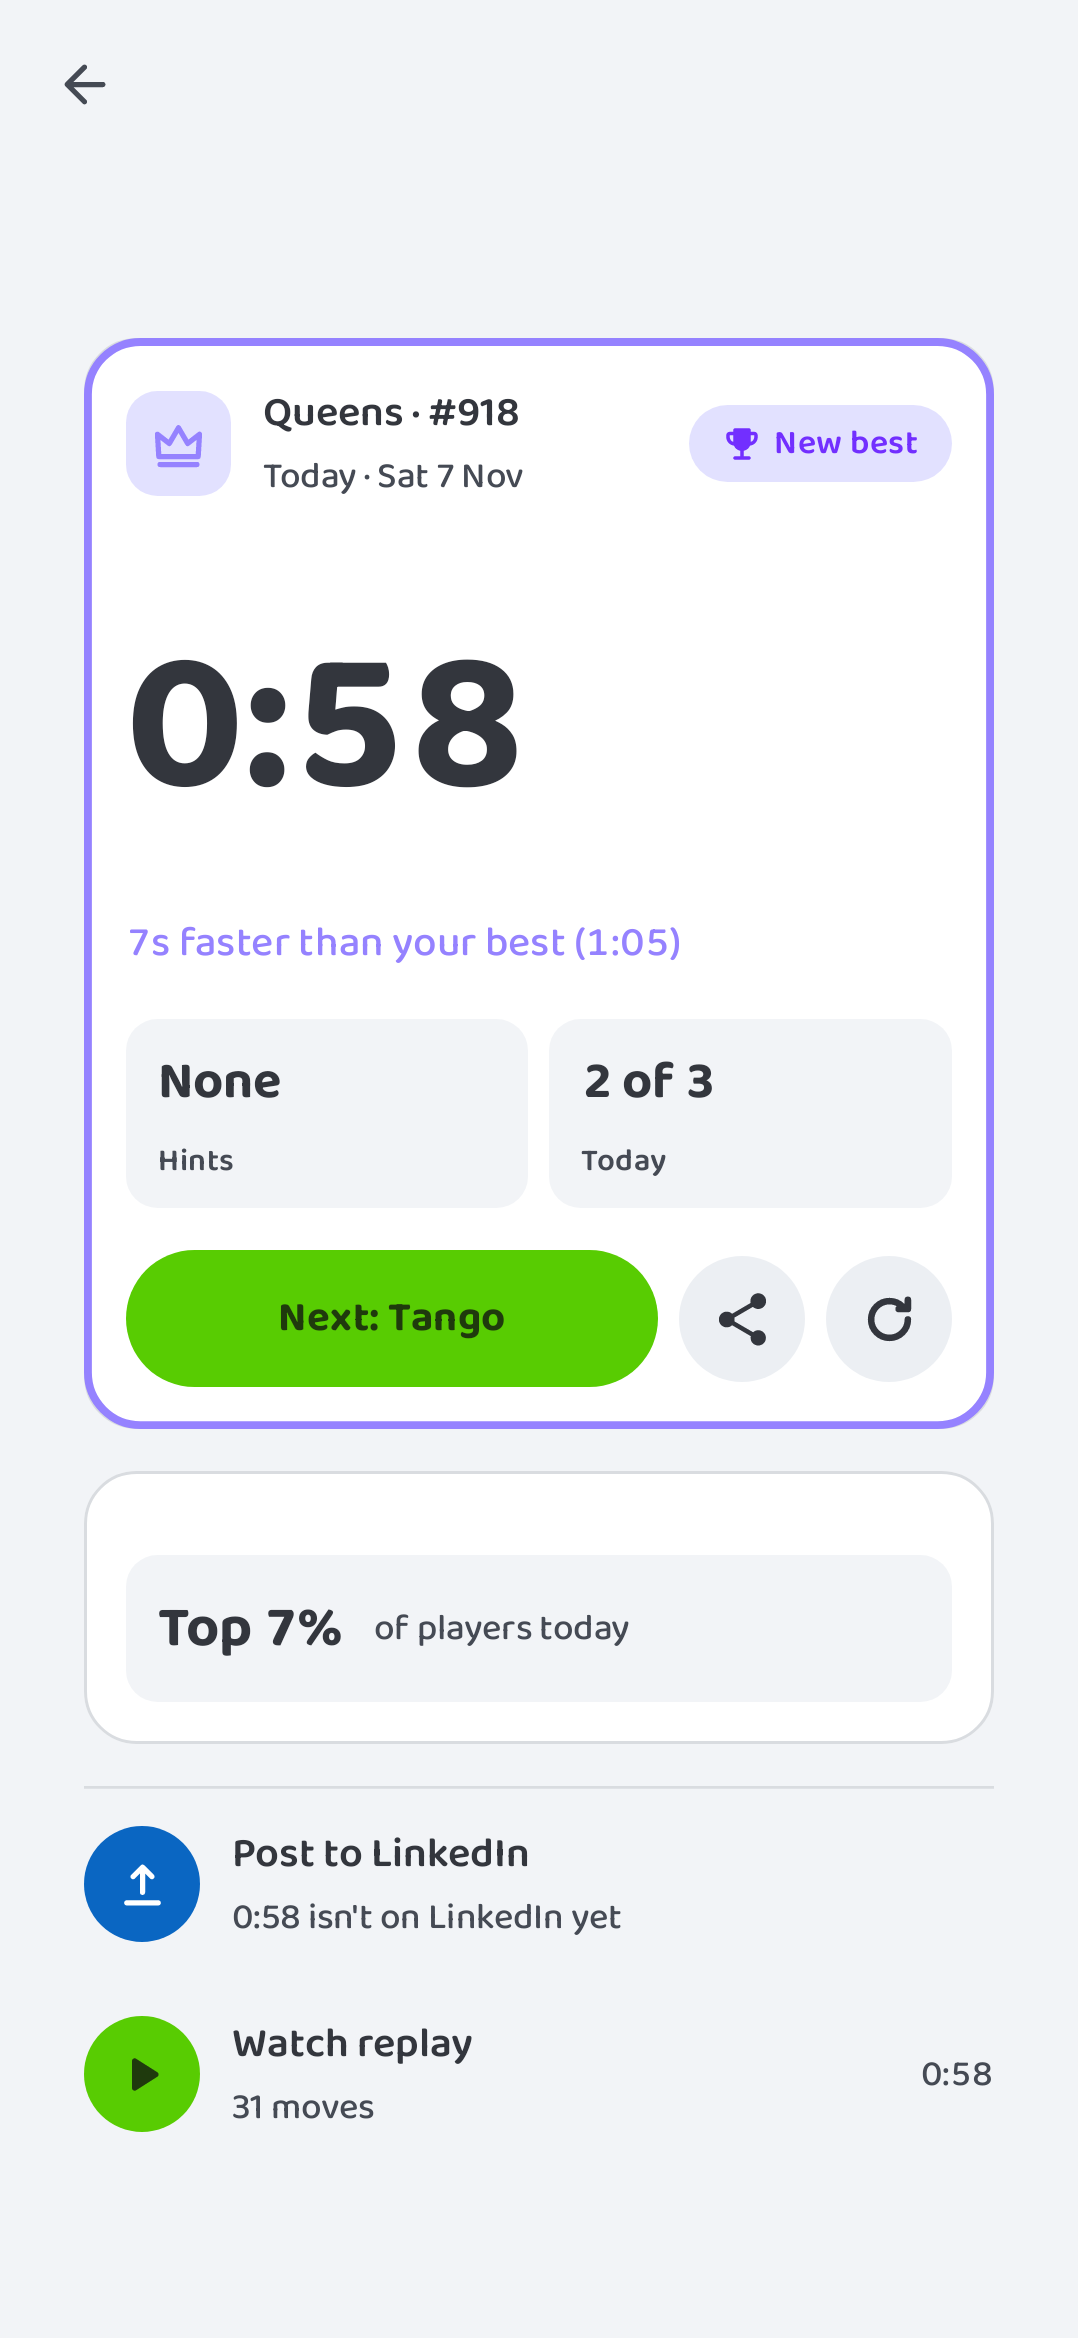 Queens · #918
Today · Sat 7 Nov
New best
0:58
7s faster than your best (1:05)
None
Hints
2 of 3
Today
Next: Tango
Top 7% of players today
Post to LinkedIn
0:58 isn't on LinkedIn yet
Watch replay
31 moves
0:58